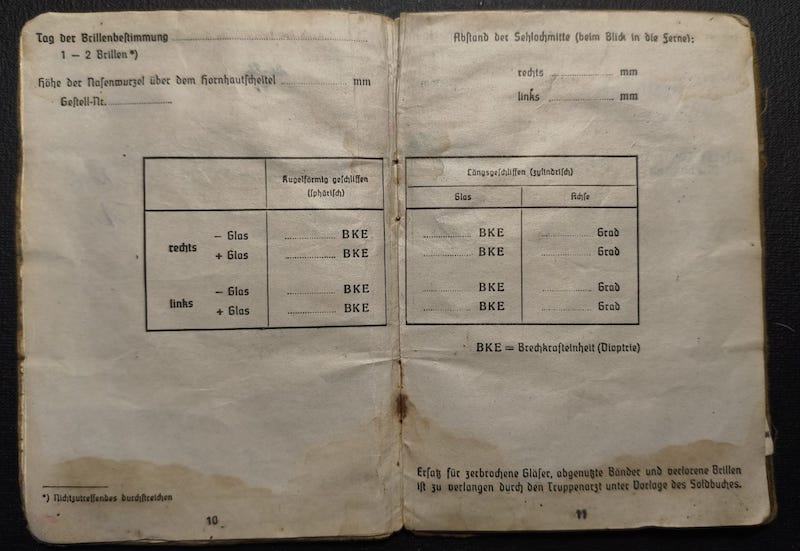 Tag der Brillenbestimmung
1 – 2 Brillen*)
Höhe der Nasenwurzel über dem Hornhautscheitel mm
Gestell-Nr.
Kugelförmig geschliffen
(sphärisch)
rechts
– Glas BKE
+ Glas BKE
links
– Glas BKE
+ Glas BKE
*) Nichtzutreffendes durchstreichen
10
Abstand der Sehlochmitte (beim Blick in die Ferne):
rechts mm
links mm
Längsgeschliffen (zylindrisch)
Glas Achse
BKE Grad
BKE Grad
BKE Grad
BKE Grad
BKE = Brechkrafteinheit (Dioptrie)
Ersatz für zerbrochene Gläser, abgenutzte Bänder und verlorene Brillen
ist zu verlangen durch den Truppenarzt unter Vorlage des Soldbuches.
11